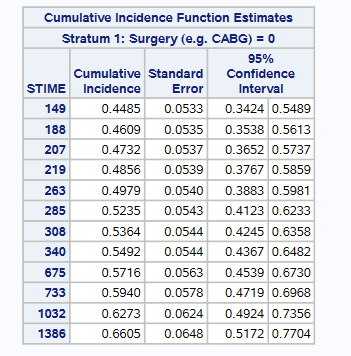 Cumulative Incidence Function Estimates
Stratum 1: Surgery (e.g. CABG) = 0
STIME Cumulative Incidence Standard Error 95% Confidence Interval
149 0.4485 0.0533 0.3424 0.5489
188 0.4609 0.0535 0.3538 0.5613
207 0.4732 0.0537 0.3652 0.5737
219 0.4856 0.0539 0.3767 0.5859
263 0.4979 0.0540 0.3883 0.5981
285 0.5235 0.0543 0.4123 0.6233
308 0.5364 0.0544 0.4245 0.6358
340 0.5492 0.0544 0.4367 0.6482
675 0.5716 0.0563 0.4539 0.6730
733 0.5940 0.0578 0.4719 0.6968
1032 0.6273 0.0624 0.4924 0.7356
1386 0.6605 0.0648 0.5172 0.7704